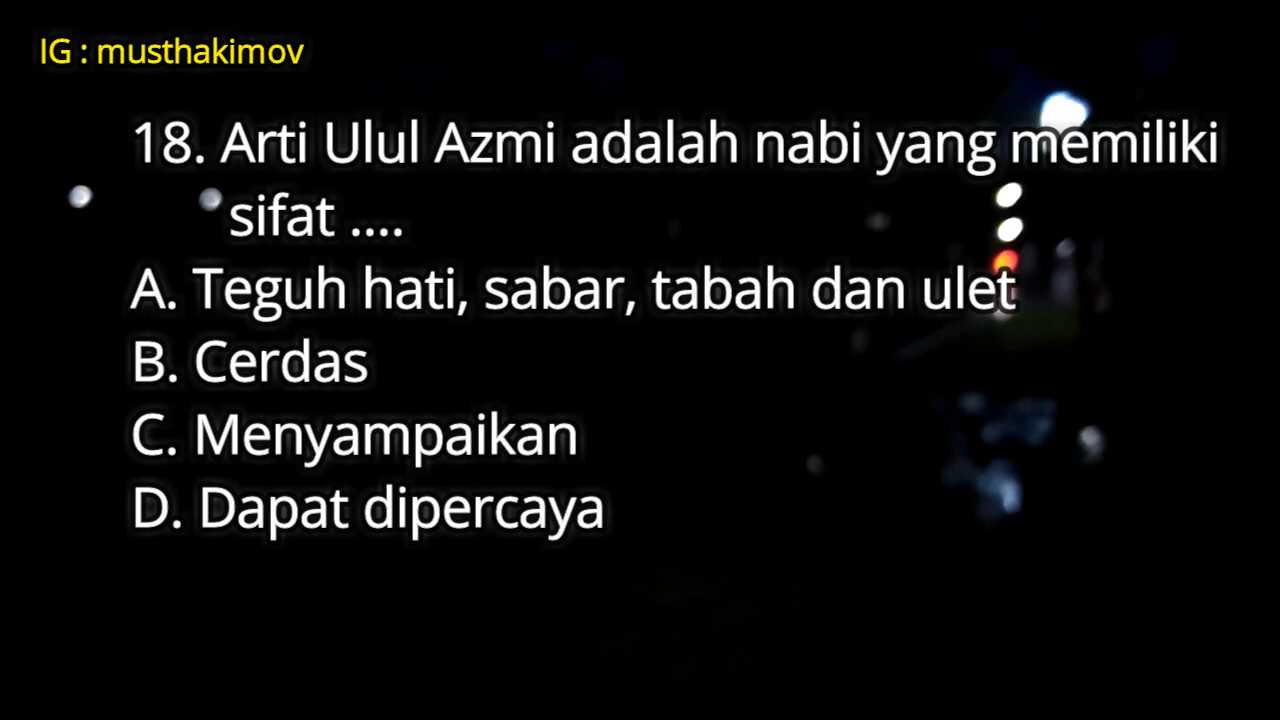 IG : musthakimov
18. Arti Ulul Azmi adalah nabi yang memiliki
sifat ....
A. Teguh hati, sabar, tabah dan ulet
B. Cerdas
C. Menyampaikan
D. Dapat dipercaya